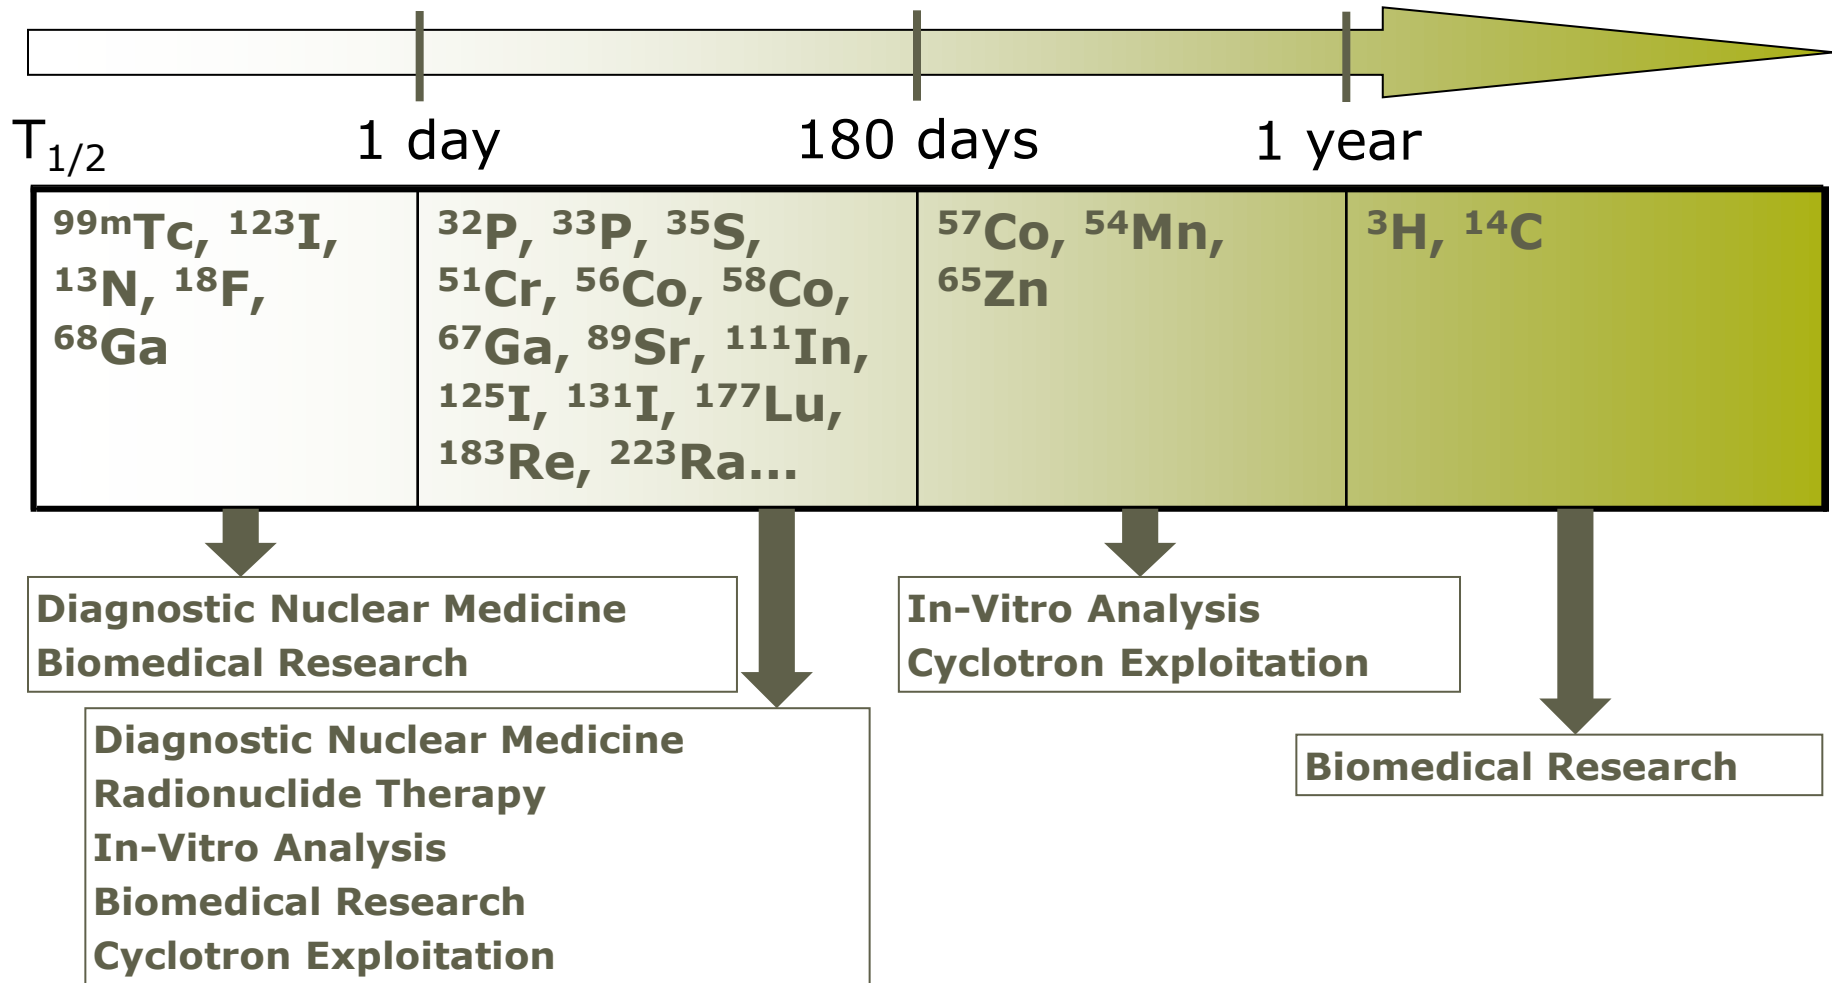 T1/2 1 day 180 days 1 year
99mTc, 123I,
13N, 18F,
68Ga
32P, 33P, 35S,
51Cr, 56Co, 58Co,
67Ga, 89Sr, 111In,
125I, 131I, 177Lu,
183Re, 223Ra...
57Co, 54Mn,
65Zn
3H, 14C
Diagnostic Nuclear Medicine
Biomedical Research
Diagnostic Nuclear Medicine
Radionuclide Therapy
In-Vitro Analysis
Biomedical Research
Cyclotron Exploitation
In-Vitro Analysis
Cyclotron Exploitation
Biomedical Research